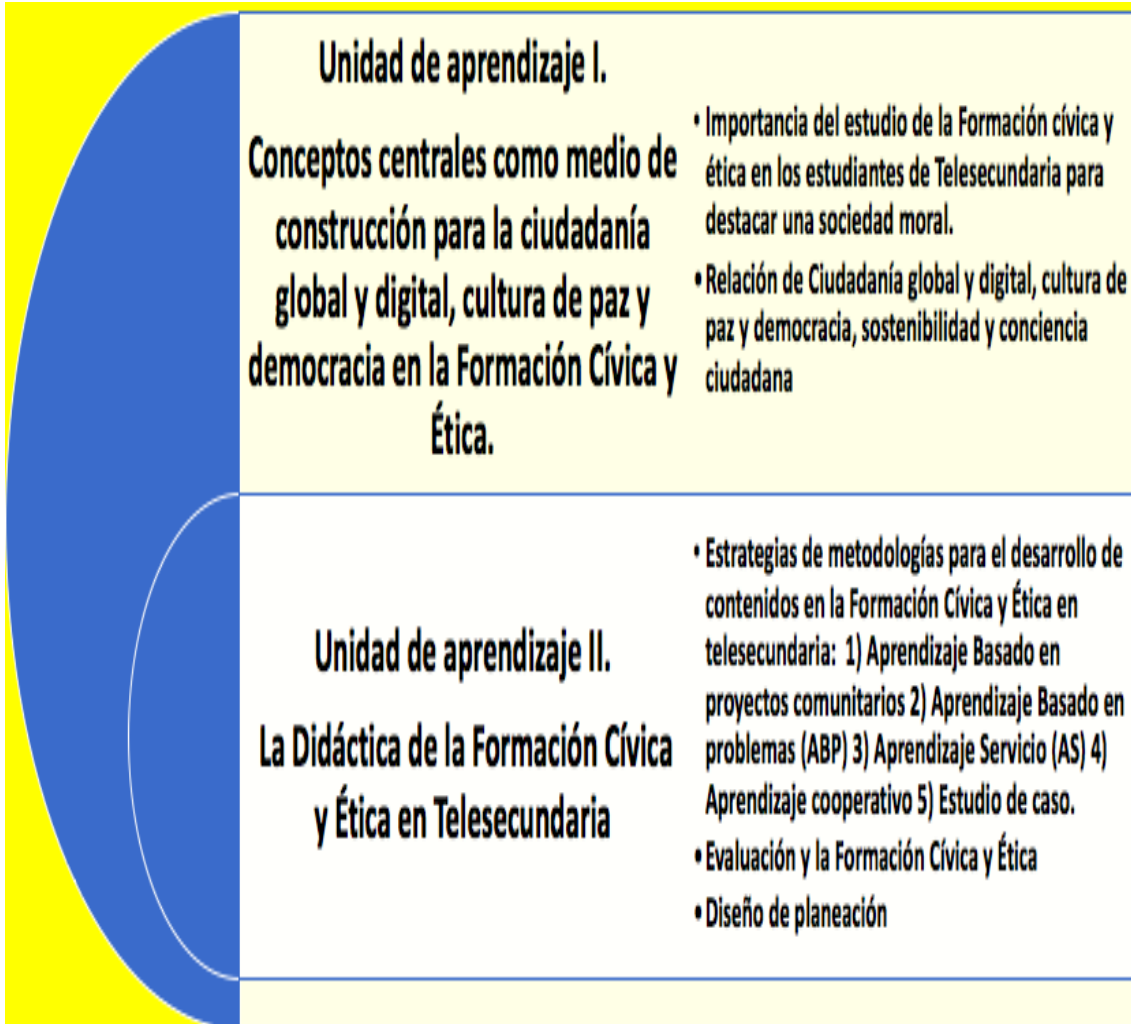 Unidad de aprendizaje I.
Conceptos centrales como medio de
construcción para la ciudadanía
global y digital, cultura de paz y
democracia en la Formación Cívica y
Ética.
• Importancia del estudio de la Formación cívica y
ética en los estudiantes de Telesecundaria para
destacar una sociedad moral.
• Relación de Ciudadanía global y digital, cultura de
paz y democracia, sostenibilidad y conciencia
ciudadana
Unidad de aprendizaje II.
La Didáctica de la Formación Cívica
y Ética en Telesecundaria
• Estrategias de metodologías para el desarrollo de
contenidos en la Formación Cívica y Ética en
telesecundaria: 1) Aprendizaje Basado en
proyectos comunitarios 2) Aprendizaje Basado en
problemas (ABP) 3) Aprendizaje Servicio (AS) 4)
Aprendizaje cooperativo 5) Estudio de caso.
• Evaluación y la Formación Cívica y Ética
• Diseño de planeación